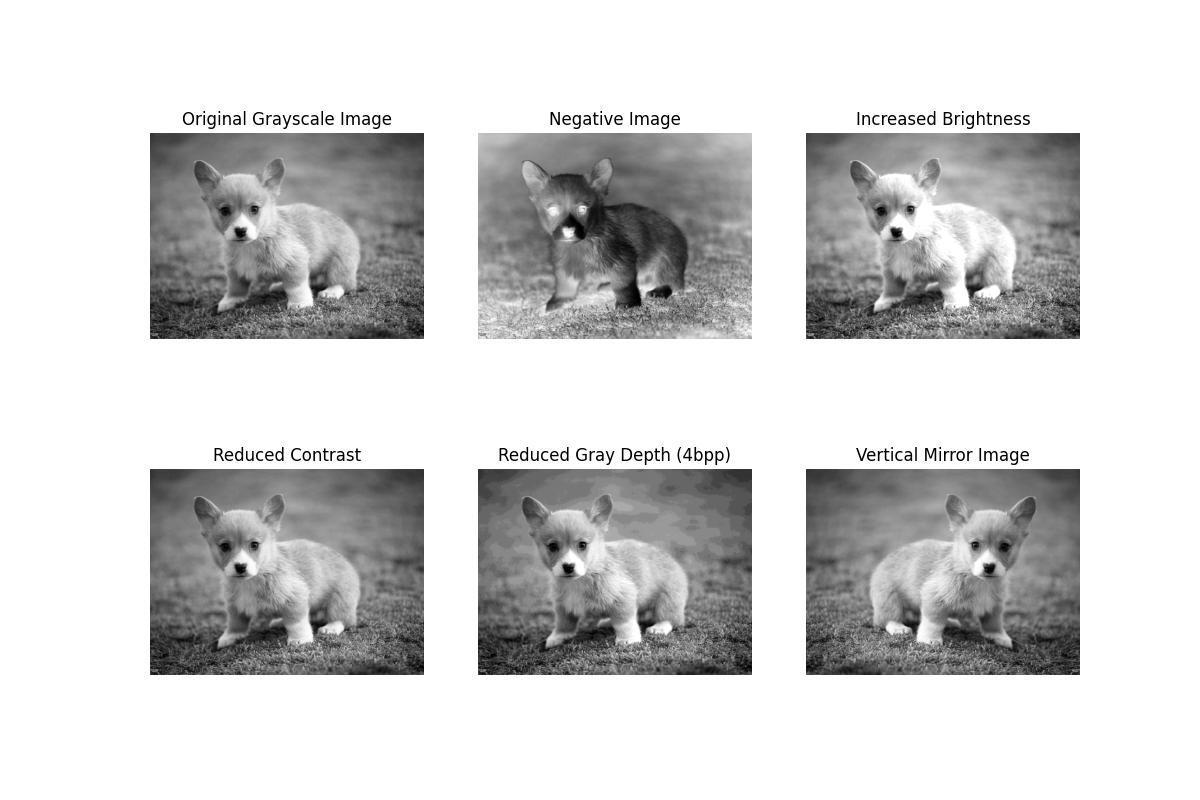 Original Grayscale Image
Negative Image
Increased Brightness
Reduced Contrast
Reduced Gray Depth (4bpp)
Vertical Mirror Image